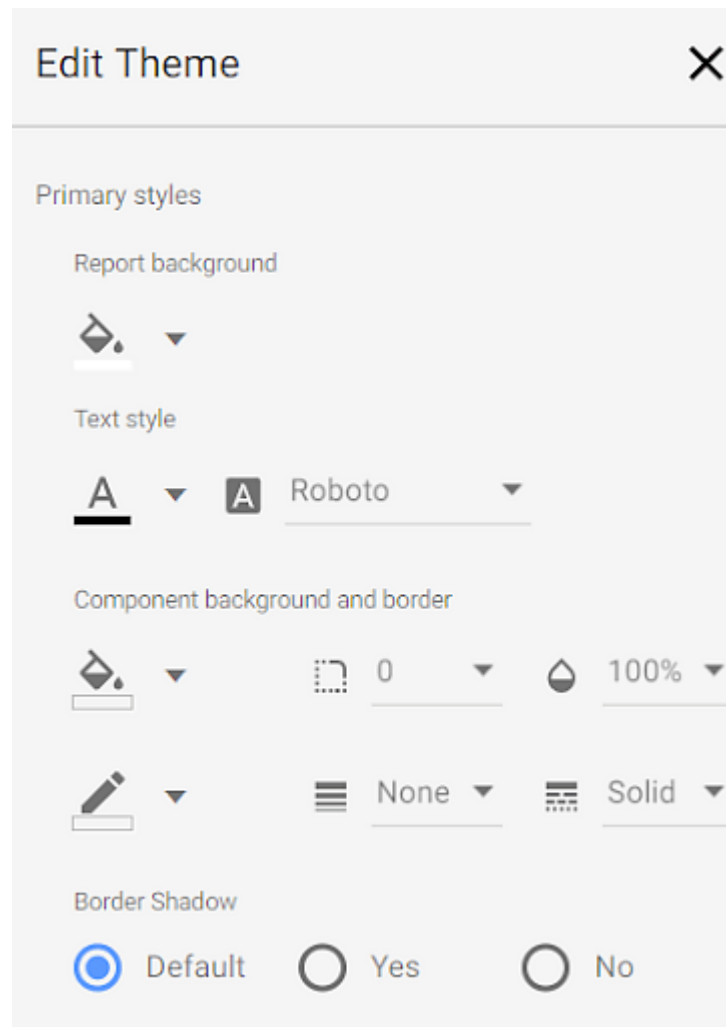 Edit Theme
Primary styles
Report background
Text style
A A Roboto
Component background and border
0 100%
None Solid
Border Shadow
Default Yes No